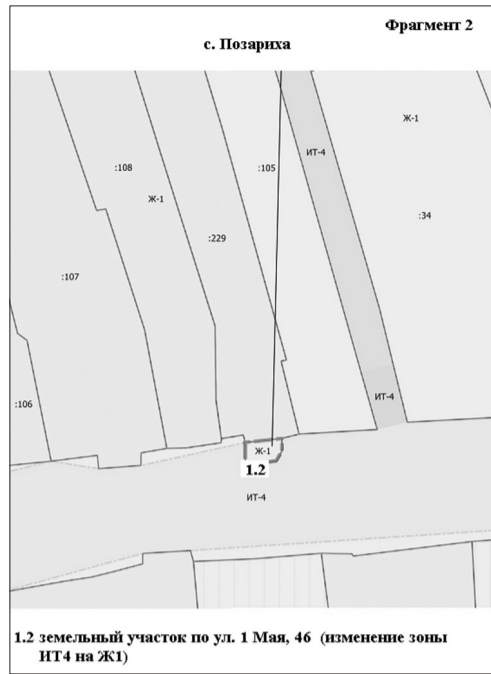 Фрагмент 2
с. Позариха
Ж-1
ИТ-4
:108
:105
Ж-1
:34
:229
:107
ИТ-4
:106
Ж-1
1.2
ИТ-4
1.2 земельный участок по ул. 1 Мая, 46 (изменение зоны
ИТ4 на Ж1)